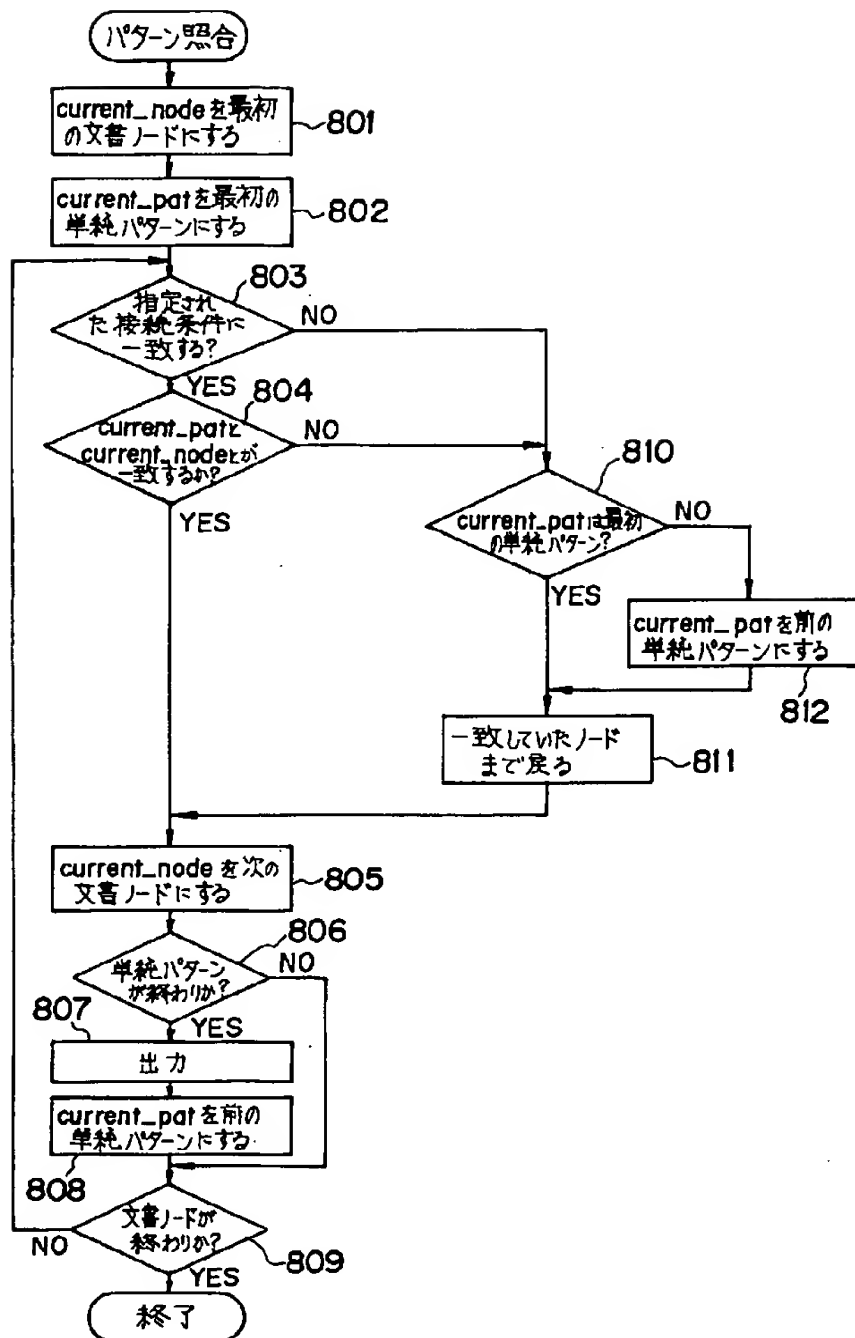 パターン照合
current_nodeを最初
の文書ノードにする
801
current_patを最初の
単純パターンにする
802
803
指定され
た接続条件に
一致する?
NO
YES
804
current_patと
current_nodeとが
一致するか?
NO
YES
810
current_patは最初
の単純パターン?
NO
YES
current_patを前の
単純パターンにする
812
一致していたノード
まで戻る
811
current_nodeを次の
文書ノードにする
805
806
単純パターン
が終わりか?
NO
YES
807
出力
current_patを前の
単純パターンにする
808
文書ノードが
終わりか?
NO
809
YES
終了